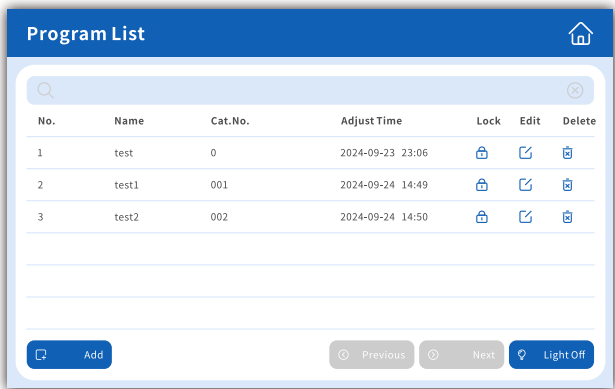 Program List
No. Name Cat.No. Adjust Time Lock Edit Delete
1 test 0 2024-09-23 23:06
2 test1 001 2024-09-24 14:49
3 test2 002 2024-09-24 14:50
Add Previous Next Light Off